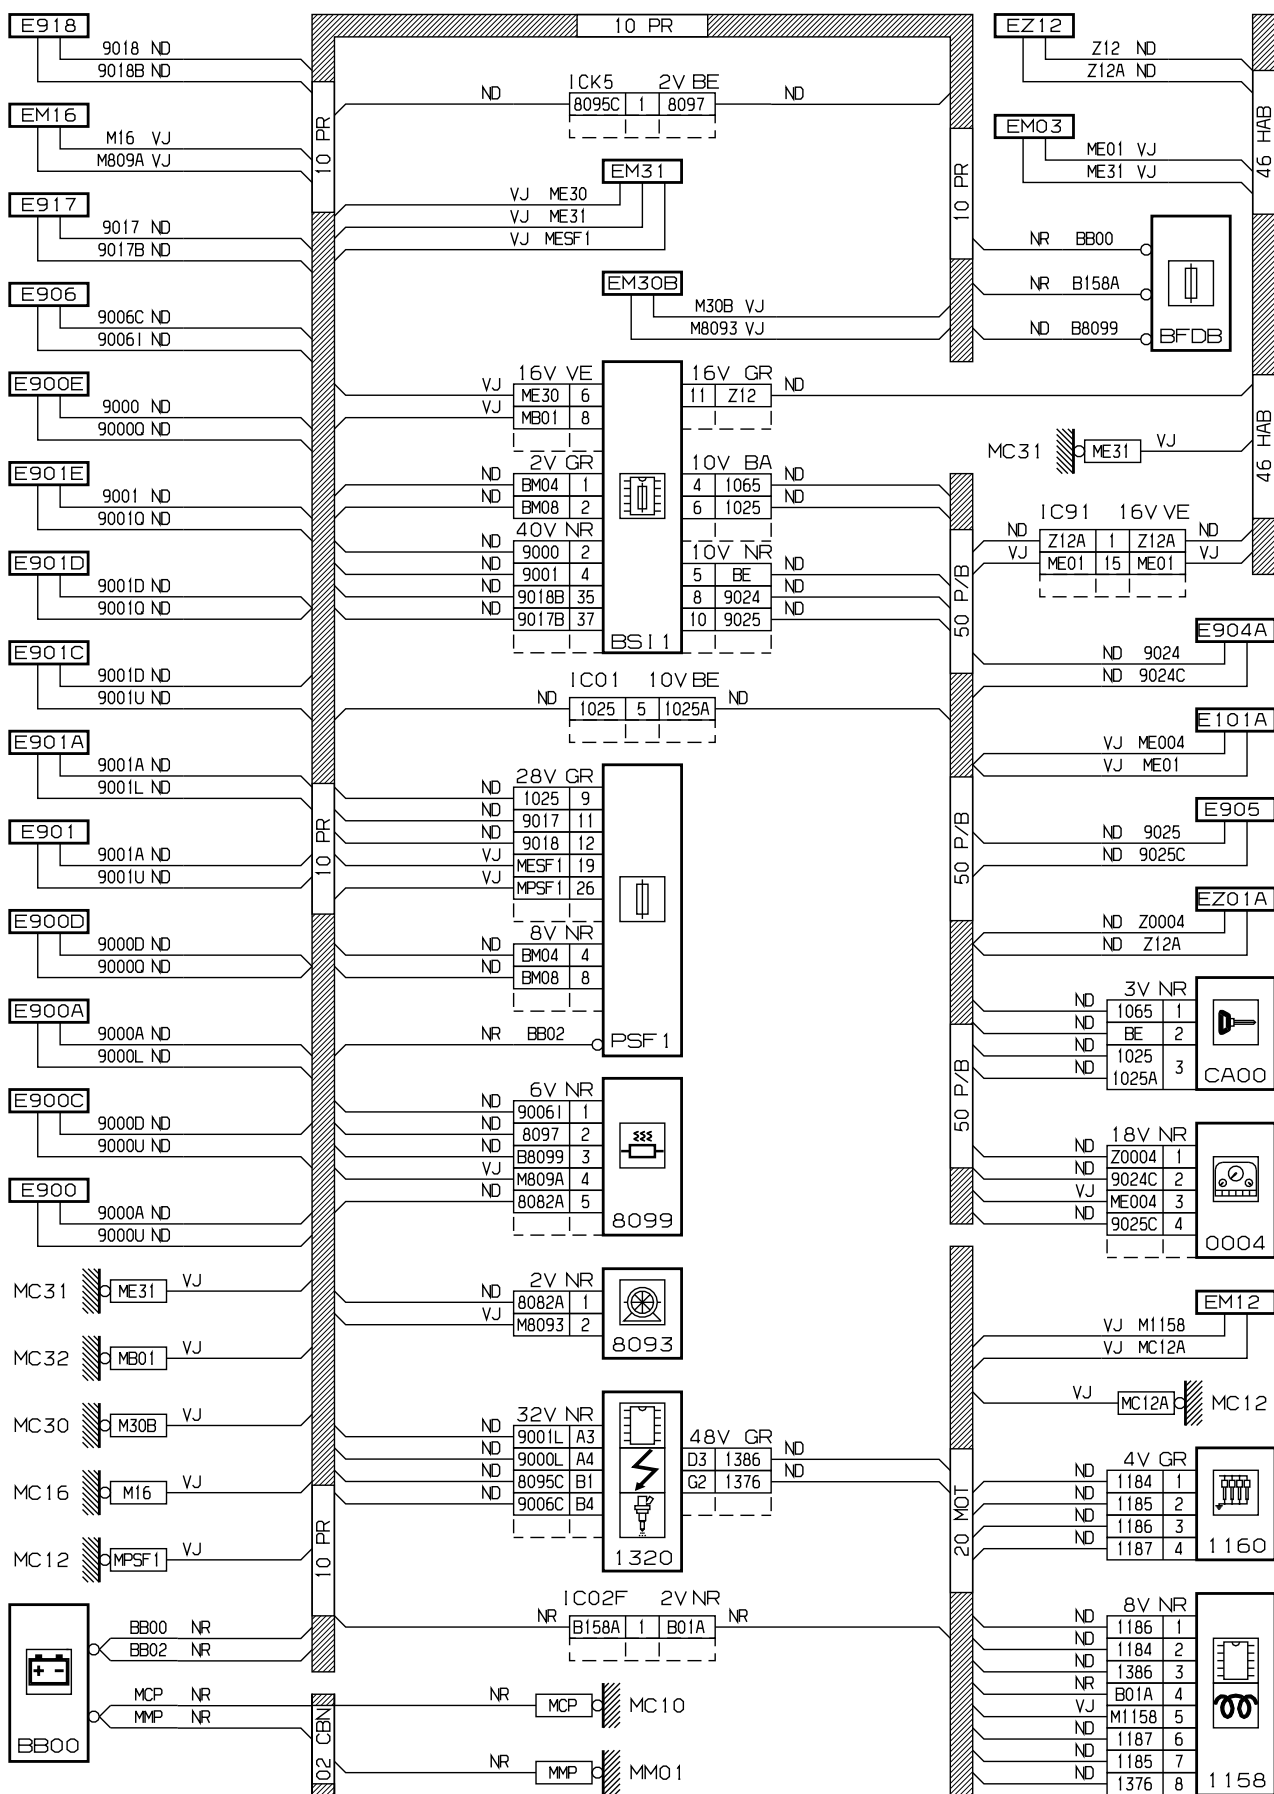 10 PR
E918
9018 ND
9018B ND
EM16
M16 VJ
M809A VJ
E917
9017 ND
9017B ND
E906
9006C ND
9006I ND
E900E
9000 ND
9000Q ND
E901E
9001 ND
9001Q ND
E901D
9001D ND
9001Q ND
E901C
9001D ND
9001U ND
E901A
9001A ND
9001L ND
E901
9001A ND
9001U ND
E900D
9000D ND
9000Q ND
E900A
9000A ND
9000L ND
E900C
9000D ND
9000U ND
E900
9000A ND
9000U ND
MC31 ME31 VJ
MC32 MB01 VJ
MC30 M30B VJ
MC16 M16 VJ
MC12 MPSF1 VJ
BB00 NR
BB02 NR
MCP NR
MMP NR
BB00
10 PR
10 PR
10 PR
02 CBN
ICK5 2V BE
ND 8095C 1 8097 ND
EM31
VJ ME30
VJ ME31
VJ MESF1
EM30B
M30B VJ
M8093 VJ
16V VE
VJ ME30 6
VJ MB01 8
2V GR
ND BM04 1
ND BM08 2
40V NR
ND 9000 2
ND 9001 4
ND 9018B 35
ND 9017B 37
16V GR
11 Z12 ND
10V BA
4 1065 ND
6 1025 ND
10V NR
5 BE ND
8 9024 ND
10 9025 ND
BSI1
IC01 10V BE
ND 1025 5 1025A ND
28V GR
ND 1025 9
ND 9017 11
ND 9018 12
VJ MESF1 19
VJ MPSF1 26
8V NR
ND BM04 4
ND BM08 8
NR BB02
PSF1
6V NR
ND 9006I 1
ND 8097 2
ND B8099 3
VJ M809A 4
ND 8082A 5
8099
2V NR
ND 8082A 1
VJ M8093 2
8093
32V NR
ND 9001L A3
ND 9000L A4
ND 8095C B1
ND 9006C B4
48V GR
D3 1386 ND
G2 1376 ND
1320
IC02F 2V NR
NR B158A 1 B01A NR
NR MCP MC10
NR MMP MM01
10 PR
50 P/B
50 P/B
50 P/B
20 MOT
EZ12
Z12 ND
Z12A ND
EM03
ME01 VJ
ME31 VJ
46 HAB
NR BB00
NR B158A
ND B8099
BFDB
46 HAB
MC31 ME31 VJ
IC91 16V VE
ND Z12A 1 Z12A ND
VJ ME01 15 ME01 VJ
E904A
ND 9024
ND 9024C
E101A
VJ ME004
VJ ME01
E905
ND 9025
ND 9025C
EZ01A
ND Z0004
ND Z12A
3V NR
ND 1065 1
ND BE 2
ND 1025 3
ND 1025A
CA00
18V NR
ND Z0004 1
ND 9024C 2
VJ ME004 3
ND 9025C 4
0004
EM12
VJ M1158
VJ MC12A
VJ MC12A MC12
4V GR
ND 1184 1
ND 1185 2
ND 1186 3
ND 1187 4
1160
8V NR
ND 1186 1
ND 1184 2
ND 1386 3
NR B01A 4
VJ M1158 5
ND 1187 6
ND 1185 7
ND 1376 8
1158